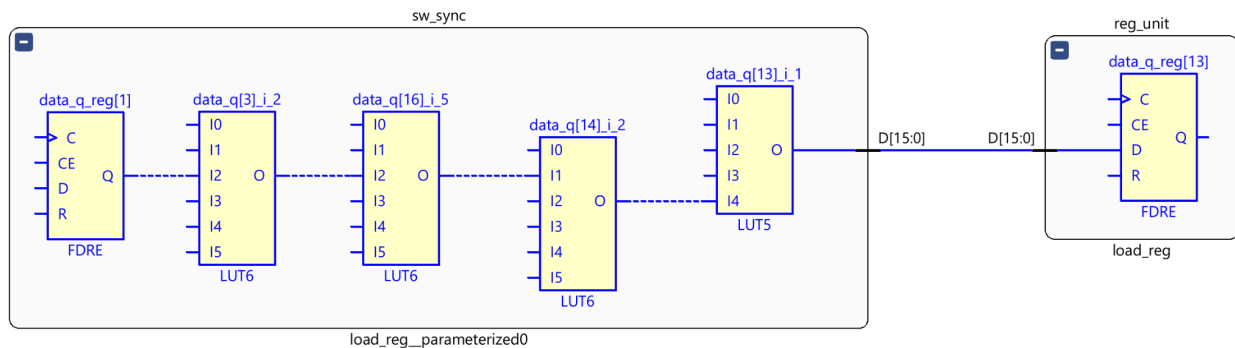 sw_sync
reg_unit
data_q_reg[1]
C
CE
D
R
Q
FDRE
data_q[3]_i_2
I0
I1
I2
I3
I4
I5
O
LUT6
data_q[16]_i_5
I0
I1
I2
I3
I4
I5
O
LUT6
data_q[14]_i_2
I0
I1
I2
I3
I4
I5
O
LUT6
data_q[13]_i_1
I0
I1
I2
I3
I4
O
LUT5
D[15:0]
D[15:0]
data_q_reg[13]
C
CE
D
R
Q
FDRE
load_reg__parameterized0
load_reg